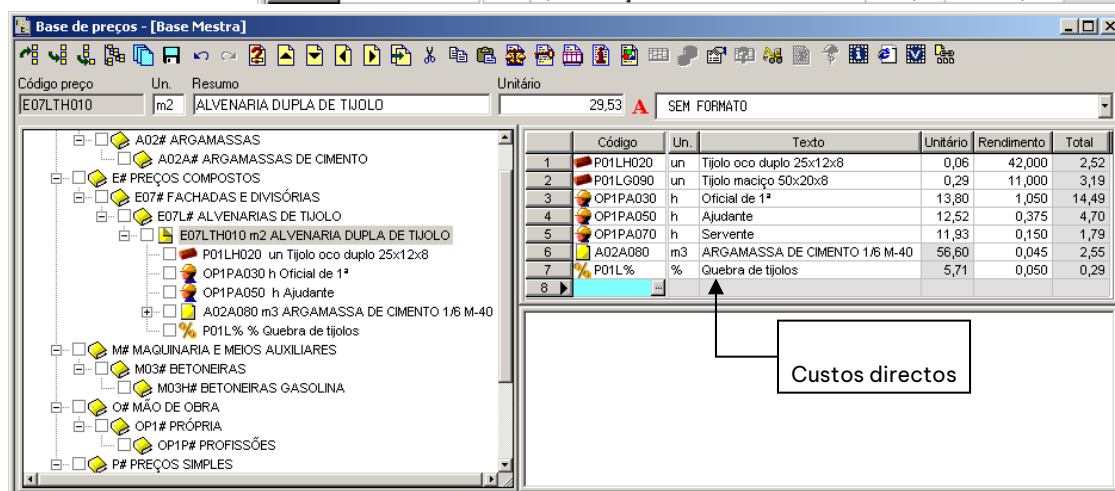 Base de preços - [Base Mestra]
Código preço Un. Resumo Unitário
E07LTH010 m2 ALVENARIA DUPLA DE TIJOLO 29,53 A SEM FORMATO
A02# ARGAMASSAS
A02A# ARGAMASSAS DE CIMENTO
E# PREÇOS COMPOSTOS
E07# FACHADAS E DIVISÓRIAS
E07L# ALVENARIAS DE TIJOLO
E07LTH010 m2 ALVENARIA DUPLA DE TIJOLO
P01LH020 un Tijolo oco duplo 25x12x8
OP1PA030 h Oficial de 1ª
OP1PA050 h Ajudante
A02A080 m3 ARGAMASSA DE CIMENTO 1/6 M-40
P01L% % Quebra de tijolos
M# MAQUINARIA E MEIOS AUXILIARES
M03# BETONEIRAS
M03H# BETONEIRAS GASOLINA
O# MÃO DE OBRA
OP1# PRÓPRIA
OP1P# PROFISSÕES
P# PREÇOS SIMPLES
Código Un. Texto Unitário Rendimento Total
1 P01LH020 un Tijolo oco duplo 25x12x8 0,06 42,000 2,52
2 P01LG090 un Tijolo maciço 50x20x8 0,29 11,000 3,19
3 OP1PA030 h Oficial de 1ª 13,80 1,050 14,49
4 OP1PA050 h Ajudante 12,52 0,375 4,70
5 OP1PA070 h Servente 11,93 0,150 1,79
6 A02A080 m3 ARGAMASSA DE CIMENTO 1/6 M-40 56,60 0,045 2,55
7 P01L% % Quebra de tijolos 5,71 0,050 0,29
8 ...
Custos directos